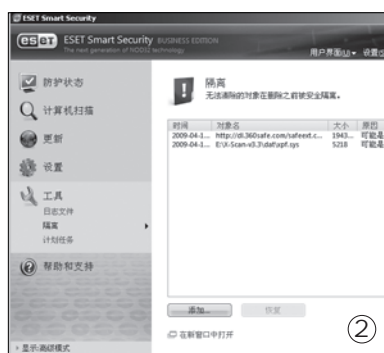 ESET Smart Security
eset ESET Smart Security BUSINESS EDITION
The next generation of NOD32 technology
用户界面(U)▾ 设置(S
防护状态
计算机扫描
更新
设置
工具
日志文件
隔离
计划任务
帮助和支持
显示:高级模式
隔离
无法清除的对象在删除之前被安全隔离。
时间 对象名 大小 原因
2009-04-1... http://dl.360safe.com/safeext.c... 1943... 可能是
2009-04-1... E:\X-Scan-v3.3\dat\xpf.sys 5218 可能是
添加... 恢复
在新窗口中打开
②